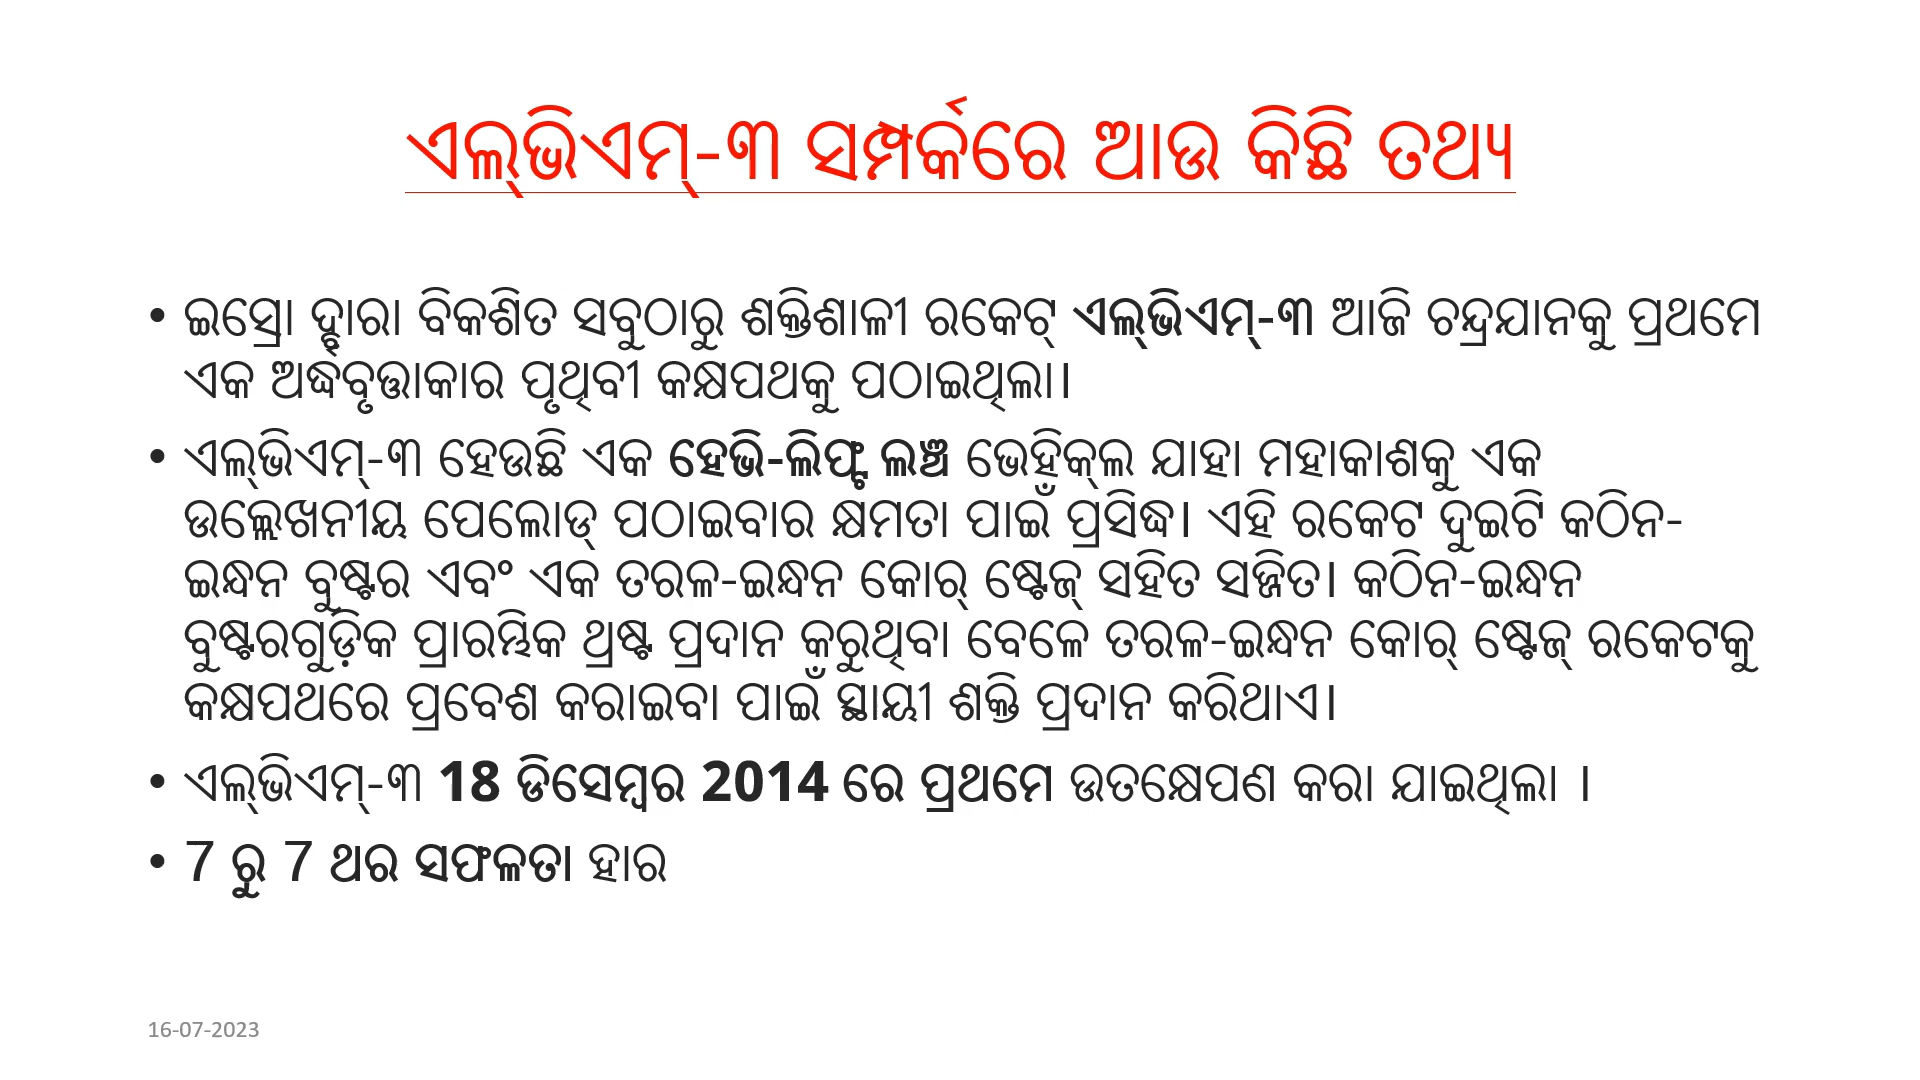 ଏଲ୍‌ଭିଏମ୍-୩ ସମ୍ପର୍କରେ ଆଉ କିଛି ତଥ୍ୟ
• ଇସ୍ରୋ ଦ୍ୱାରା ବିକଶିତ ସବୁଠାରୁ ଶକ୍ତିଶାଳୀ ରକେଟ୍ ଏଲ୍‌ଭିଏମ୍-୩ ଆଜି ଚନ୍ଦ୍ରଯାନକୁ ପ୍ରଥମେ
ଏକ ଅର୍ଦ୍ଧବୃତ୍ତାକାର ପୃଥିବୀ କକ୍ଷପଥକୁ ପଠାଇଥିଲା।
• ଏଲ୍‌ଭିଏମ୍-୩ ହେଉଛି ଏକ ହେଭି-ଲିଫ୍ଟ ଲଞ୍ଚ ଭେହିକ୍‌ଲ ଯାହା ମହାକାଶକୁ ଏକ
ଉଲ୍ଲେଖନୀୟ ପେଲୋଡ୍ ପଠାଇବାର କ୍ଷମତା ପାଇଁ ପ୍ରସିଦ୍ଧ। ଏହି ରକେଟ ଦୁଇଟି କଠିନ-
ଇନ୍ଧନ ବୁଷ୍ଟର ଏବଂ ଏକ ତରଳ-ଇନ୍ଧନ କୋର୍ ଷ୍ଟେଜ୍ ସହିତ ସଜ୍ଜିତ। କଠିନ-ଇନ୍ଧନ
ବୁଷ୍ଟରଗୁଡ଼ିକ ପ୍ରାରମ୍ଭିକ ଥ୍ରଷ୍ଟ ପ୍ରଦାନ କରୁଥିବା ବେଳେ ତରଳ-ଇନ୍ଧନ କୋର୍ ଷ୍ଟେଜ୍ ରକେଟକୁ
କକ୍ଷପଥରେ ପ୍ରବେଶ କରାଇବା ପାଇଁ ସ୍ଥାୟୀ ଶକ୍ତି ପ୍ରଦାନ କରିଥାଏ।
• ଏଲ୍‌ଭିଏମ୍-୩ 18 ଡିସେମ୍ବର 2014 ରେ ପ୍ରଥମେ ଉତକ୍ଷେପଣ କରା ଯାଇଥିଲା ।
• 7 ରୁ 7 ଥର ସଫଳତା ହାର
16-07-2023